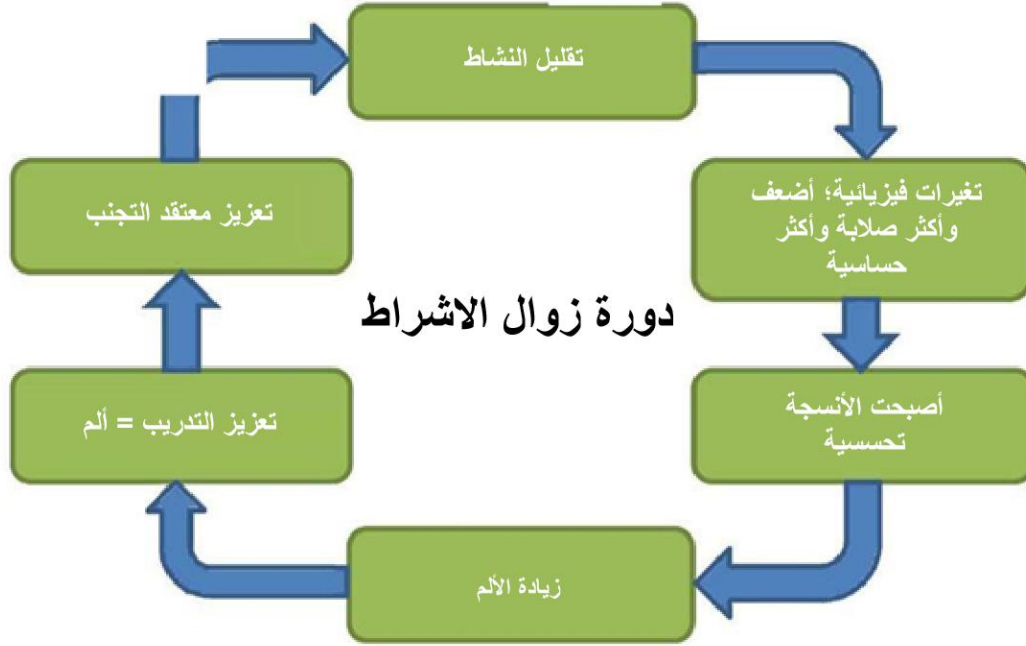 تقليل النشاط
تغيرات فيزيائية؛ أضعف
وأكثر صلابة وأكثر
حساسية
أصبحت الأنسجة
تحسسية
زيادة الألم
تعزيز التدريب = ألم
تعزيز معتقد التجنب
دورة زوال الاشراط